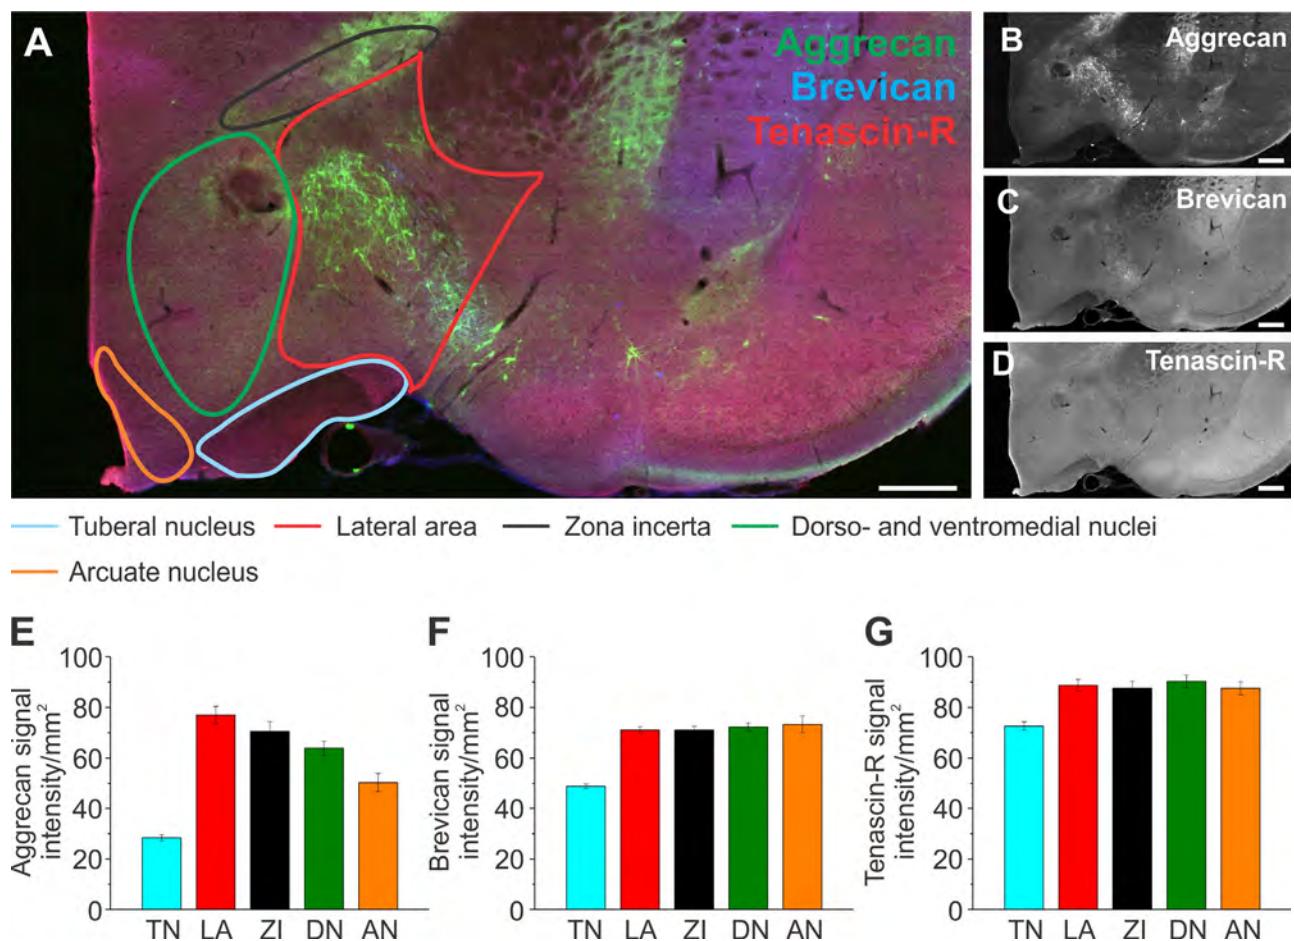 A
Aggrecan
Brevican
Tenascin-R
B
Aggrecan
C
Brevican
D
Tenascin-R
Tuberal nucleus
Lateral area
Zona incerta
Dorso- and ventromedial nuclei
Arcuate nucleus
E
Aggrecan signal
intensity/mm²
100
80
60
40
20
0
TN LA ZI DN AN
F
Brevican signal
intensity/mm²
100
80
60
40
20
0
TN LA ZI DN AN
G
Tenascin-R signal
intensity/mm²
100
80
60
40
20
0
TN LA ZI DN AN